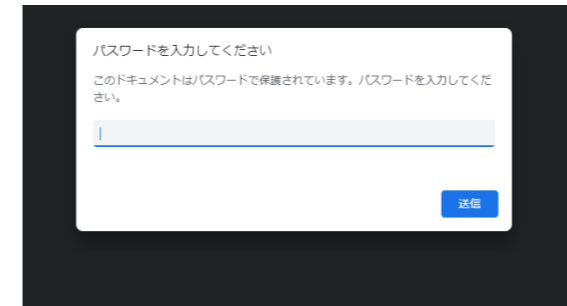 パスワードを入力してください
このドキュメントはパスワードで保護されています。パスワードを入力してくだ
さい。
送信